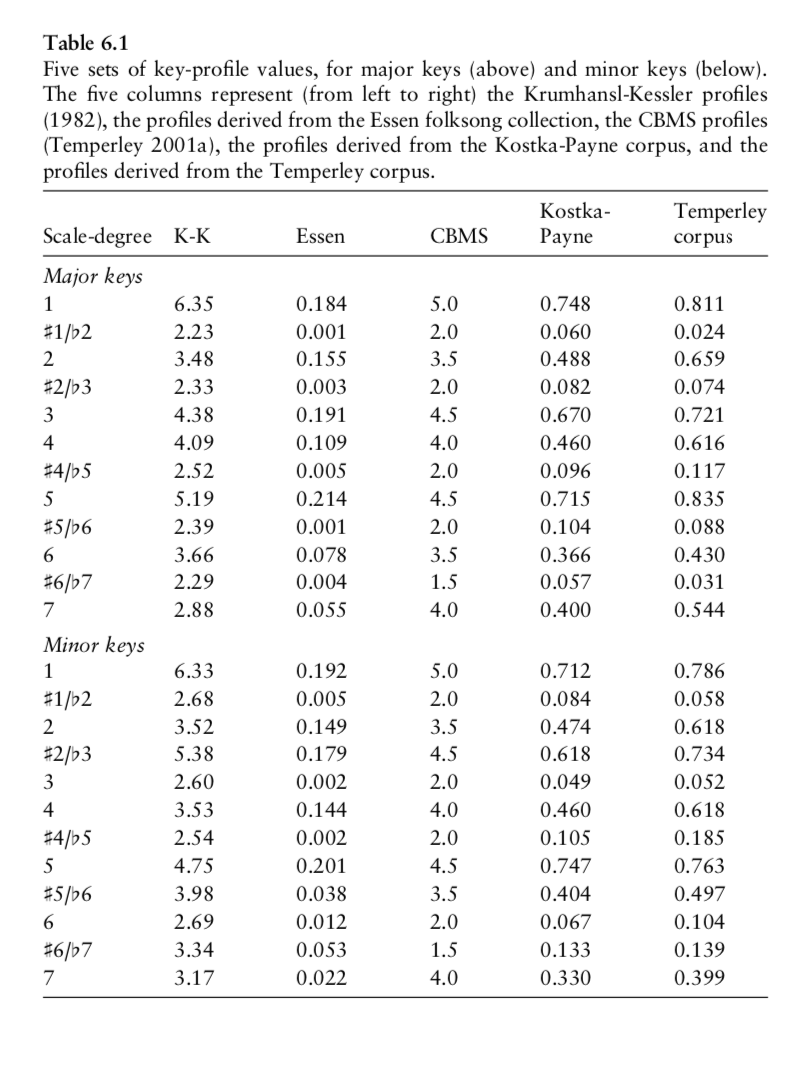 Table 6.1
Five sets of key-profile values, for major keys (above) and minor keys (below).
The five columns represent (from left to right) the Krumhansl-Kessler profiles
(1982), the profiles derived from the Essen folksong collection, the CBMS profiles
(Temperley 2001a), the profiles derived from the Kostka-Payne corpus, and the
profiles derived from the Temperley corpus.
Kostka- Temperley
Scale-degree K-K Essen CBMS Payne corpus
Major keys
1 6.35 0.184 5.0 0.748 0.811
♯1/♭2 2.23 0.001 2.0 0.060 0.024
2 3.48 0.155 3.5 0.488 0.659
♯2/♭3 2.33 0.003 2.0 0.082 0.074
3 4.38 0.191 4.5 0.670 0.721
4 4.09 0.109 4.0 0.460 0.616
♯4/♭5 2.52 0.005 2.0 0.096 0.117
5 5.19 0.214 4.5 0.715 0.835
♯5/♭6 2.39 0.001 2.0 0.104 0.088
6 3.66 0.078 3.5 0.366 0.430
♯6/♭7 2.29 0.004 1.5 0.057 0.031
7 2.88 0.055 4.0 0.400 0.544
Minor keys
1 6.33 0.192 5.0 0.712 0.786
♯1/♭2 2.68 0.005 2.0 0.084 0.058
2 3.52 0.149 3.5 0.474 0.618
♯2/♭3 5.38 0.179 4.5 0.618 0.734
3 2.60 0.002 2.0 0.049 0.052
4 3.53 0.144 4.0 0.460 0.618
♯4/♭5 2.54 0.002 2.0 0.105 0.185
5 4.75 0.201 4.5 0.747 0.763
♯5/♭6 3.98 0.038 3.5 0.404 0.497
6 2.69 0.012 2.0 0.067 0.104
♯6/♭7 3.34 0.053 1.5 0.133 0.139
7 3.17 0.022 4.0 0.330 0.399